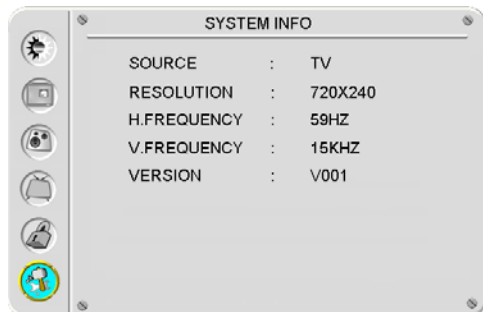 SYSTEM INFO
SOURCE : TV
RESOLUTION : 720X240
H.FREQUENCY : 59HZ
V.FREQUENCY : 15KHZ
VERSION : V001